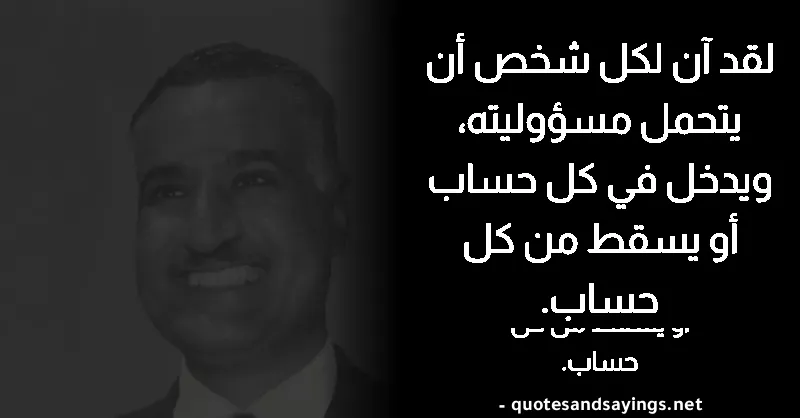 لقد آن لكل شخص أن
يتحمل مسؤوليته،
ويدخل في كل حساب
أو يسقط من كل
حساب.
حساب.
- quotesandsayings.net